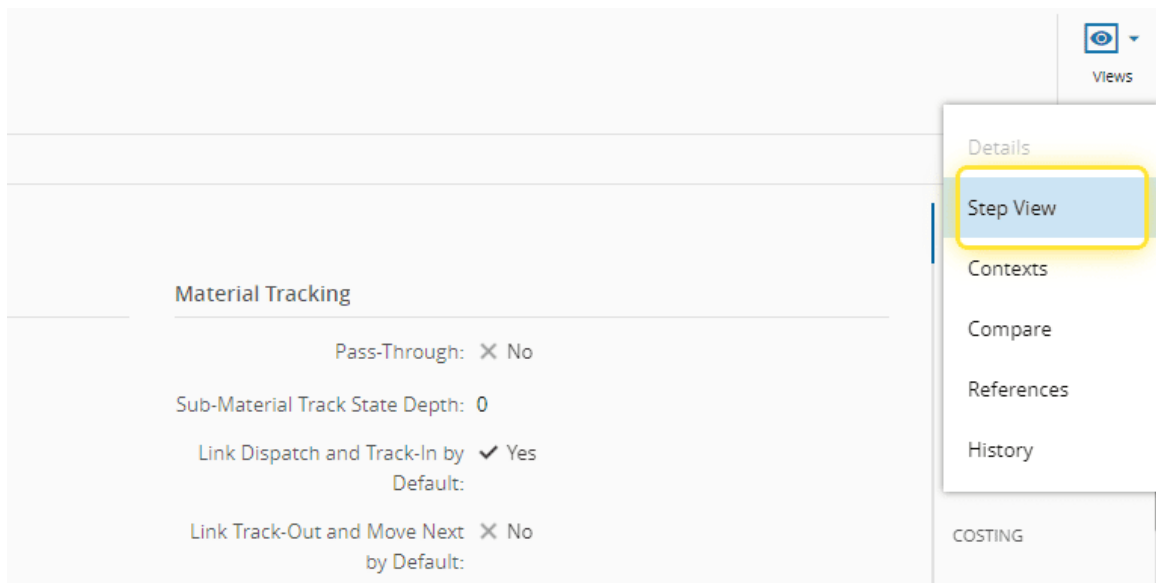 Views
Details
Step View
Contexts
Compare
References
History
Material Tracking
Pass-Through: No
Sub-Material Track State Depth: 0
Link Dispatch and Track-In by Yes
Default:
Link Track-Out and Move Next No
by Default:
COSTING